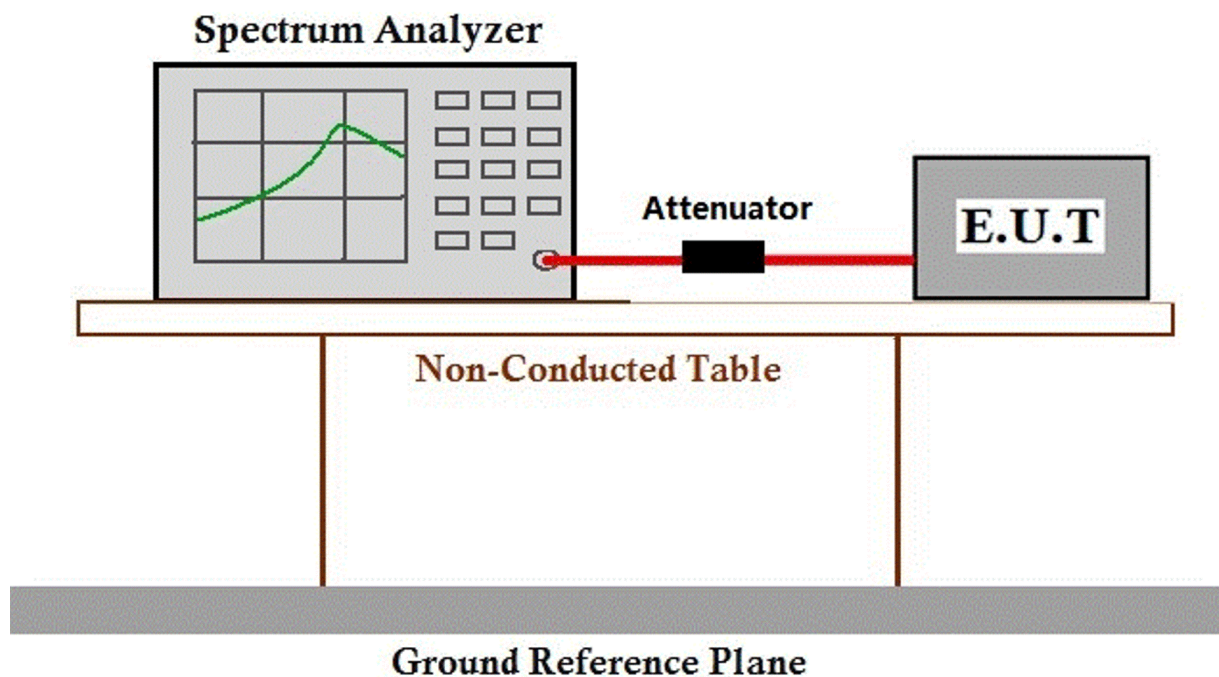 Spectrum Analyzer
Attenuator
E.U.T
Non-Conducted Table
Ground Reference Plane